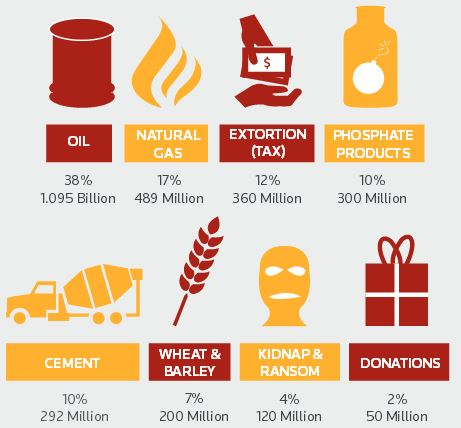 $
OIL
NATURAL
GAS
EXTORTION
(TAX)
PHOSPHATE
PRODUCTS
38%
1.095 Billion
17%
489 Million
12%
360 Million
10%
300 Million
CEMENT
WHEAT &
BARLEY
KIDNAP &
RANSOM
DONATIONS
10%
292 Million
7%
200 Million
4%
120 Million
2%
50 Million